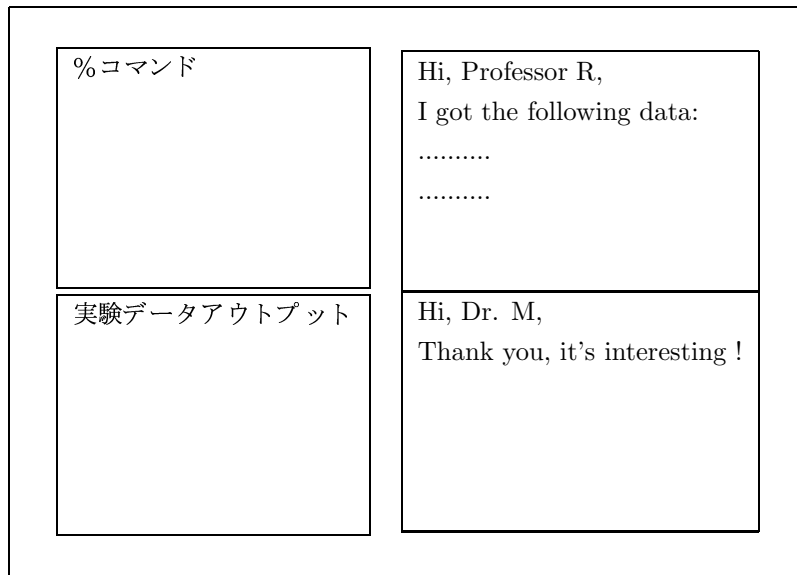 %コマンド
実験データアウトプット
Hi, Professor R,
I got the following data:
..........
..........
Hi, Dr. M,
Thank you, it's interesting !